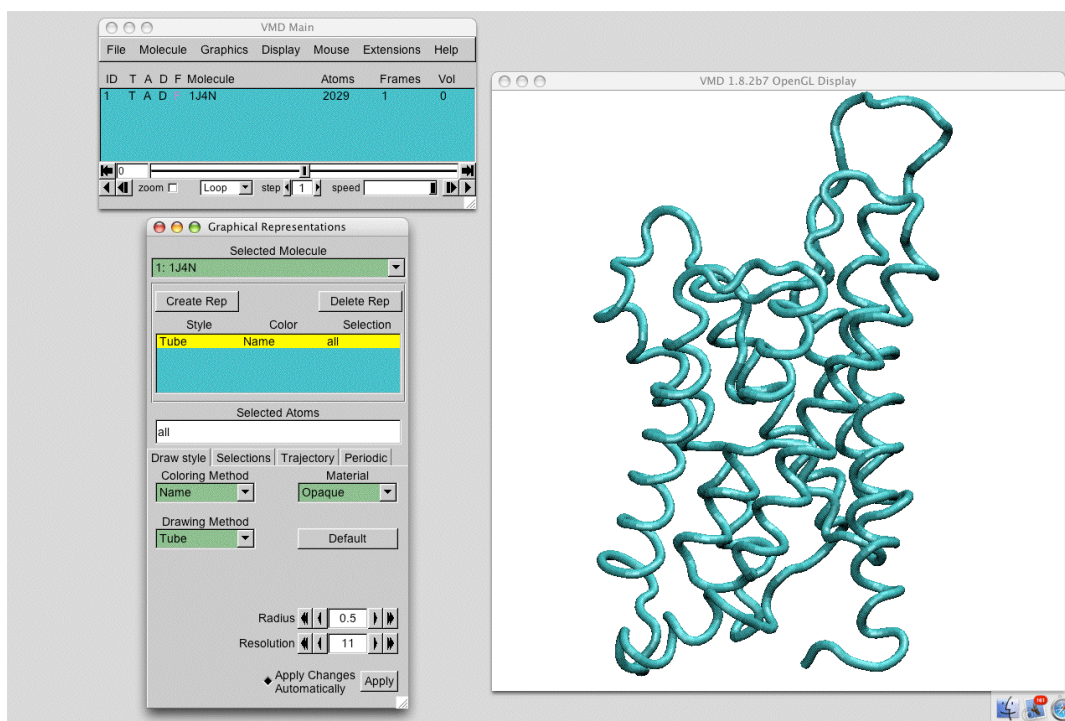 VMD Main
File Molecule Graphics Display Mouse Extensions Help
ID T A D F Molecule Atoms Frames Vol
1 T A D F 1J4N 2029 1 0
0
zoom Loop step 1 speed
Graphical Representations
Selected Molecule
1: 1J4N
Create Rep Delete Rep
Style Color Selection
Tube Name all
Selected Atoms
all
Draw style Selections Trajectory Periodic
Coloring Method Material
Name Opaque
Drawing Method
Tube Default
Radius 0.5
Resolution 11
Apply Changes
Automatically Apply
VMD 1.8.2b7 OpenGL Display